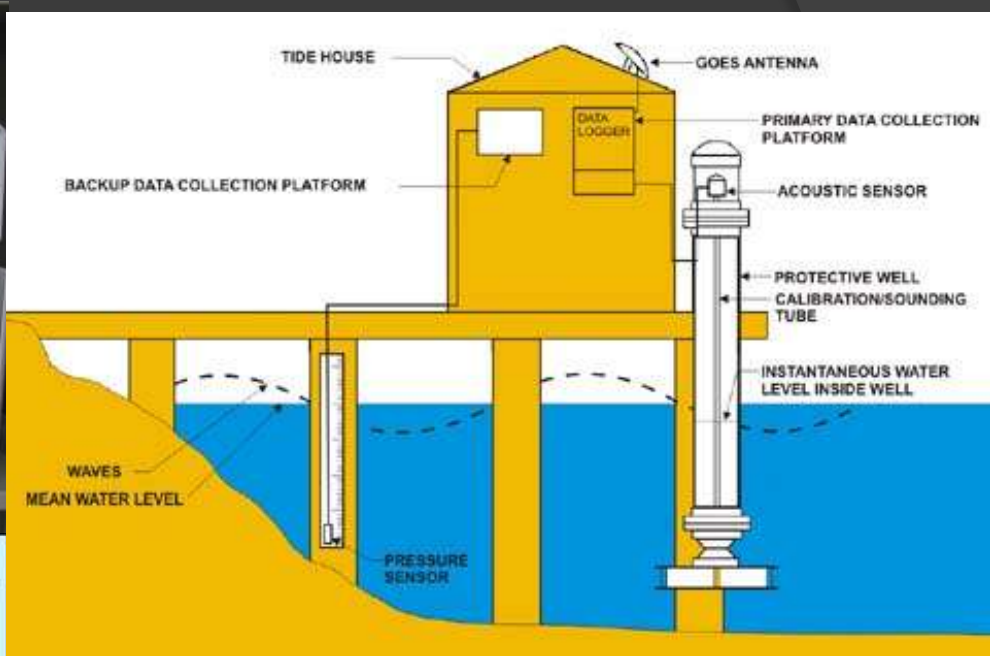 TIDE HOUSE
GOES ANTENNA
DATA
LOGGER
PRIMARY DATA COLLECTION
PLATFORM
BACKUP DATA COLLECTION PLATFORM
ACOUSTIC SENSOR
PROTECTIVE WELL
CALIBRATION/SOUNDING
TUBE
INSTANTANEOUS WATER
LEVEL INSIDE WELL
WAVES
MEAN WATER LEVEL
PRESSURE
SENSOR